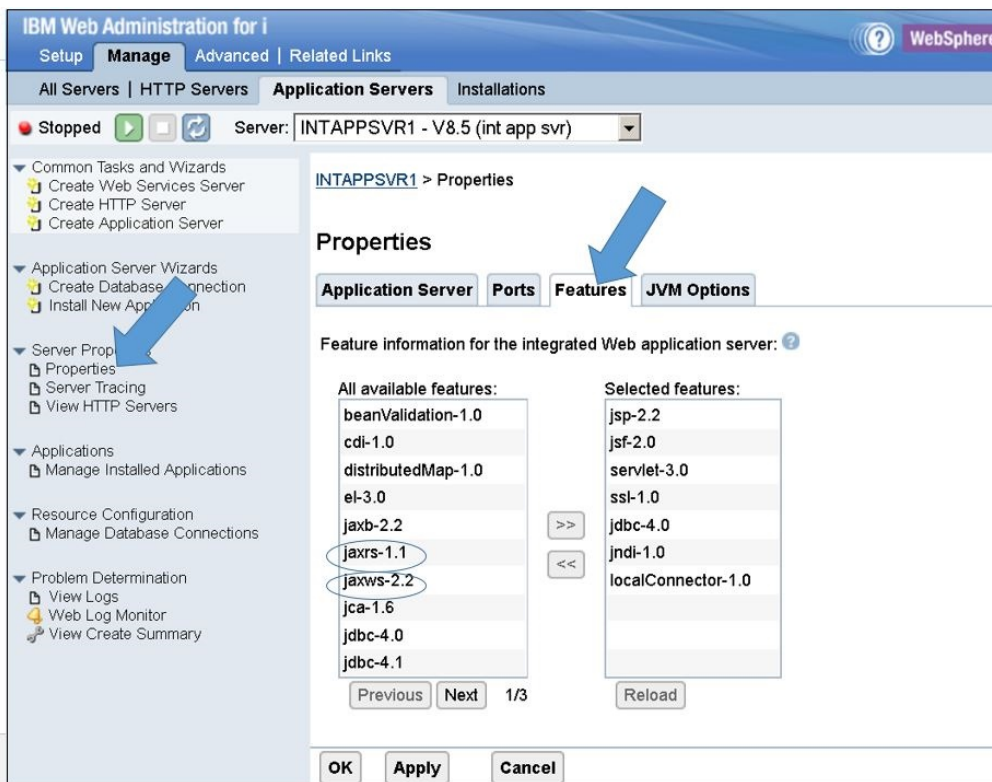 IBM Web Administration for i
Setup Manage Advanced | Related Links
WebSphere
All Servers | HTTP Servers Application Servers Installations
Stopped Server: INTAPPSVR1 - V8.5 (int app svr)
Common Tasks and Wizards
Create Web Services Server
Create HTTP Server
Create Application Server
Application Server Wizards
Create Database
Install New
Server
Properties
Server Tracing
View HTTP Servers
Applications
Manage Installed Applications
Resource Configuration
Manage Database Connections
Problem Determination
View Logs
Web Log Monitor
View Create Summary
INTAPPSVR1 > Properties
Properties
Application Server Ports Features JVM Options
Feature information for the integrated Web application server: ?
All available features:
beanValidation-1.0
cdi-1.0
distributedMap-1.0
el-3.0
jaxb-2.2
jaxrs-1.1
jaxws-2.2
jca-1.6
jdbc-4.0
jdbc-4.1
Previous Next 1/3
>>
<<
Selected features:
jsp-2.2
jsf-2.0
servlet-3.0
ssl-1.0
jdbc-4.0
jndi-1.0
localConnector-1.0
Reload
OK Apply Cancel